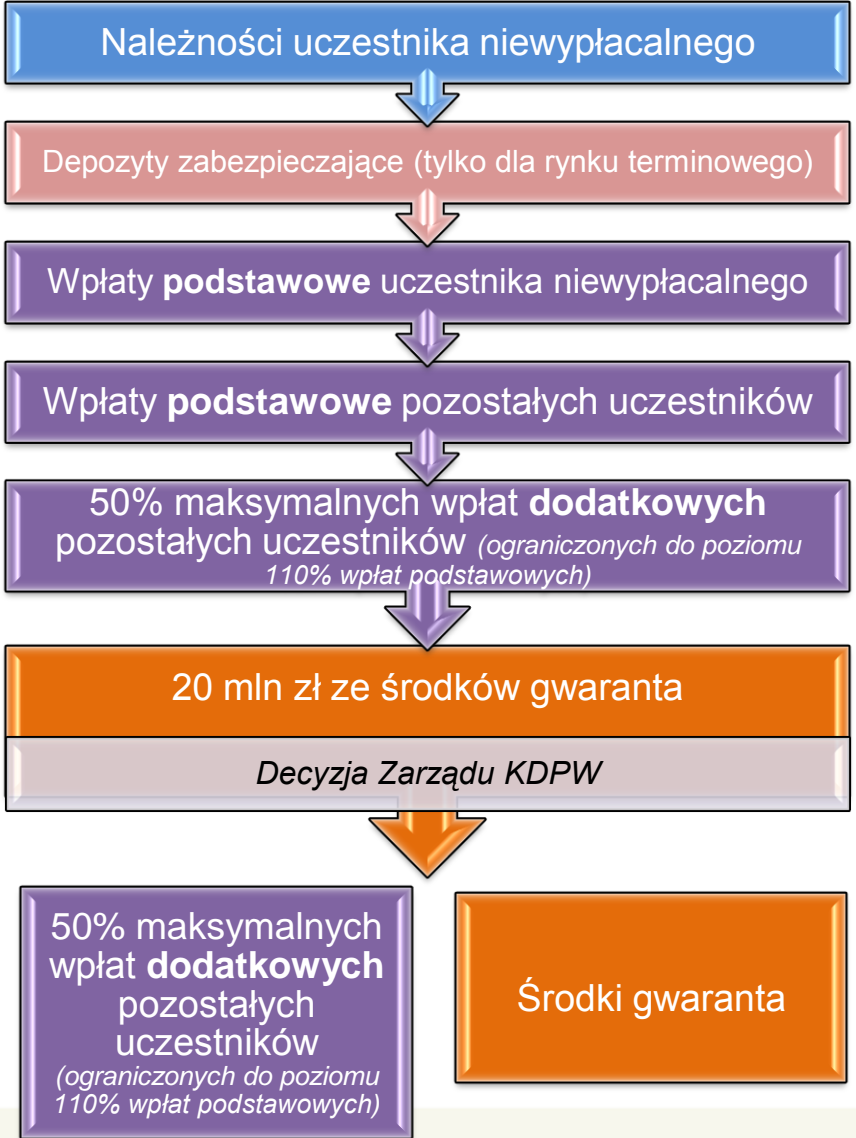 Należności uczestnika niewypłacalnego
Depozyty zabezpieczające (tylko dla rynku terminowego)
Wpłaty podstawowe uczestnika niewypłacalnego
Wpłaty podstawowe pozostałych uczestników
50% maksymalnych wpłat dodatkowych
pozostałych uczestników (ograniczonych do poziomu
110% wpłat podstawowych)
20 mln zł ze środków gwaranta
Decyzja Zarządu KDPW
50% maksymalnych
wpłat dodatkowych
pozostałych
uczestników
(ograniczonych do poziomu
110% wpłat podstawowych)
Środki gwaranta